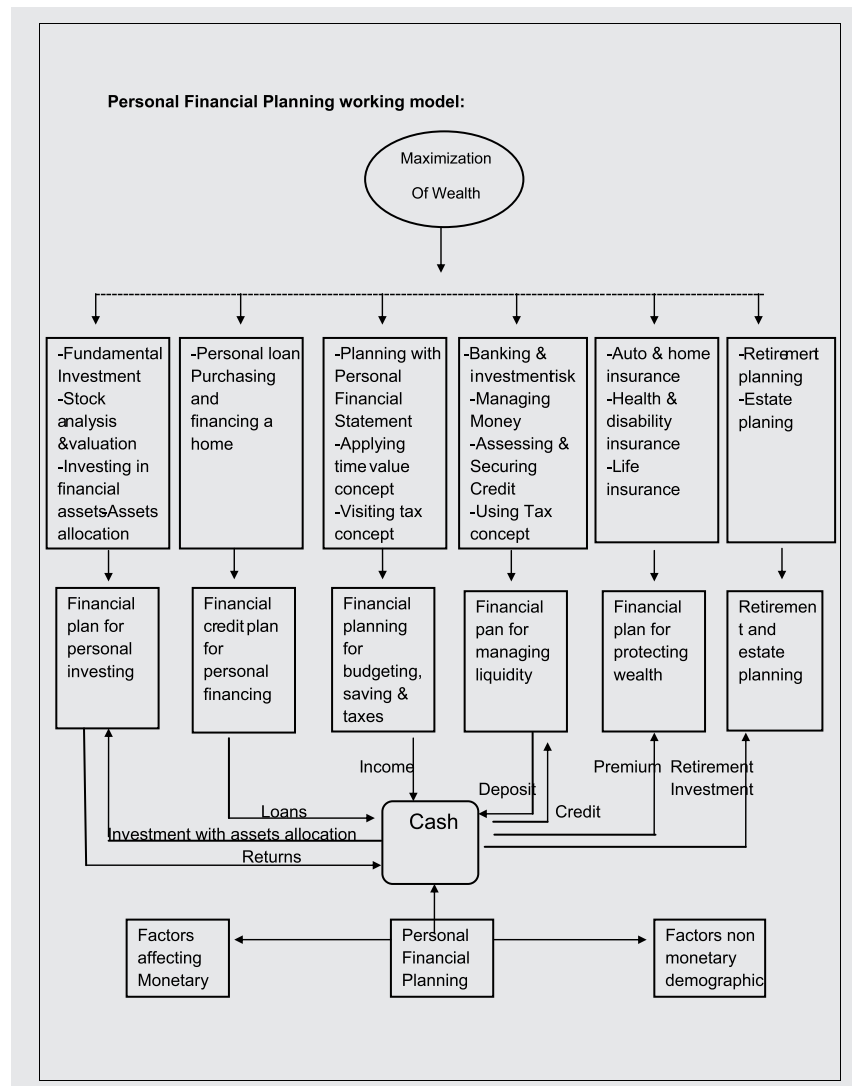 Personal Financial Planning working model:
Maximization
Of Wealth
-Fundamental
Investment
-Stock
analysis
&valuation
-Investing in
financial
assets-Assets
allocation
-Personal loan
Purchasing
and
financing a
home
-Planning with
Personal
Financial
Statement
-Applying
time value
concept
-Visiting tax
concept
-Banking &
investment risk
-Managing
Money
-Assessing &
Securing
Credit
-Using Tax
concept
-Auto & home
insurance
-Health &
disability
insurance
-Life
insurance
-Retirement
planning
-Estate
planing
Financial
plan for
personal
investing
Financial
credit plan
for
personal
financing
Financial
planning
for
budgeting,
saving &
taxes
Financial
pan for
managing
liquidity
Financial
plan for
protecting
wealth
Retiremen
t and
estate
planning
Income
Deposit
Premium
Retirement
Investment
Loans
Cash
Credit
Investment with assets allocation
Returns
Factors
affecting
Monetary
Personal
Financial
Planning
Factors non
monetary
demographic